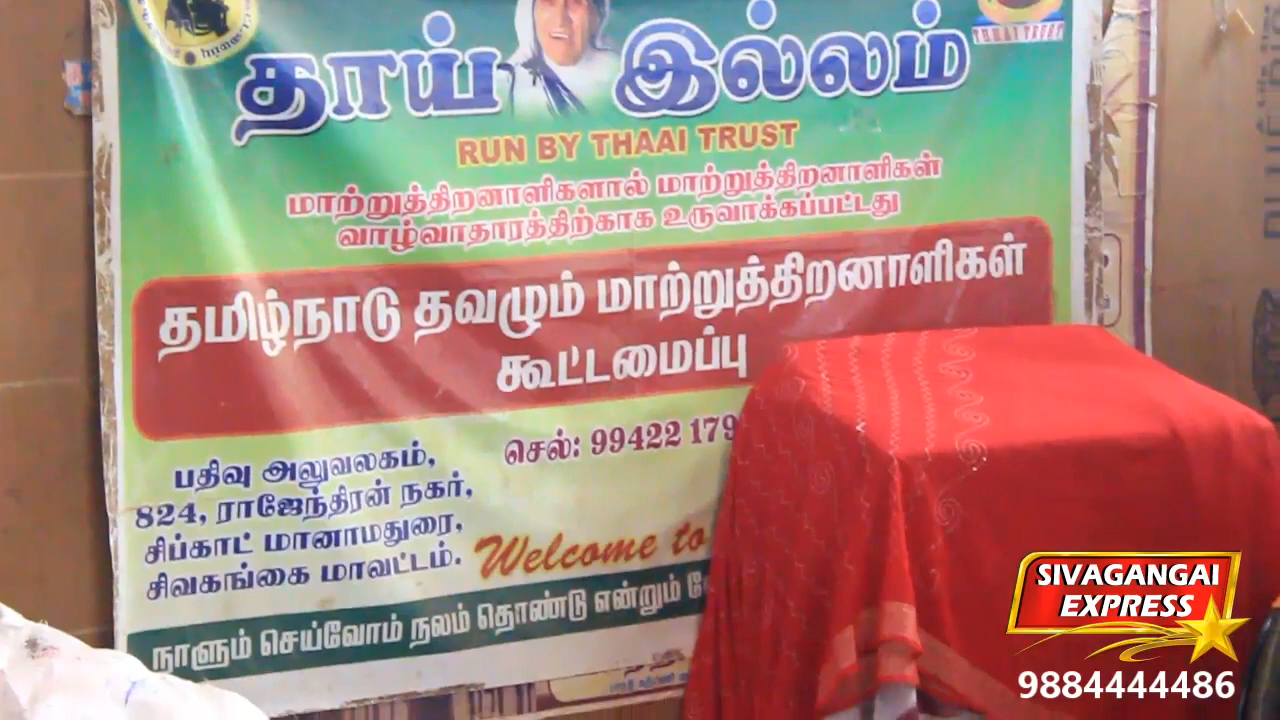 தாய் இல்லம்
THAAI TRUST
RUN BY THAAI TRUST
மாற்றுத்திறனாளிகளால் மாற்றுத்திறனாளிகள்
வாழ்வாதாரத்திற்காக உருவாக்கப்பட்டது
தமிழ்நாடு தவழும் மாற்றுத்திறனாளிகள்
கூட்டமைப்பு
செல்: 99422 179
பதிவு அலுவலகம்,
824, ராஜேந்திரன் நகர்,
சிப்காட் மானாமதுரை,
சிவகங்கை மாவட்டம்.
Welcome to
நாளும் செய்வோம் நலம் தொண்டு என்றும்
SIVAGANGAI
EXPRESS
9884444486